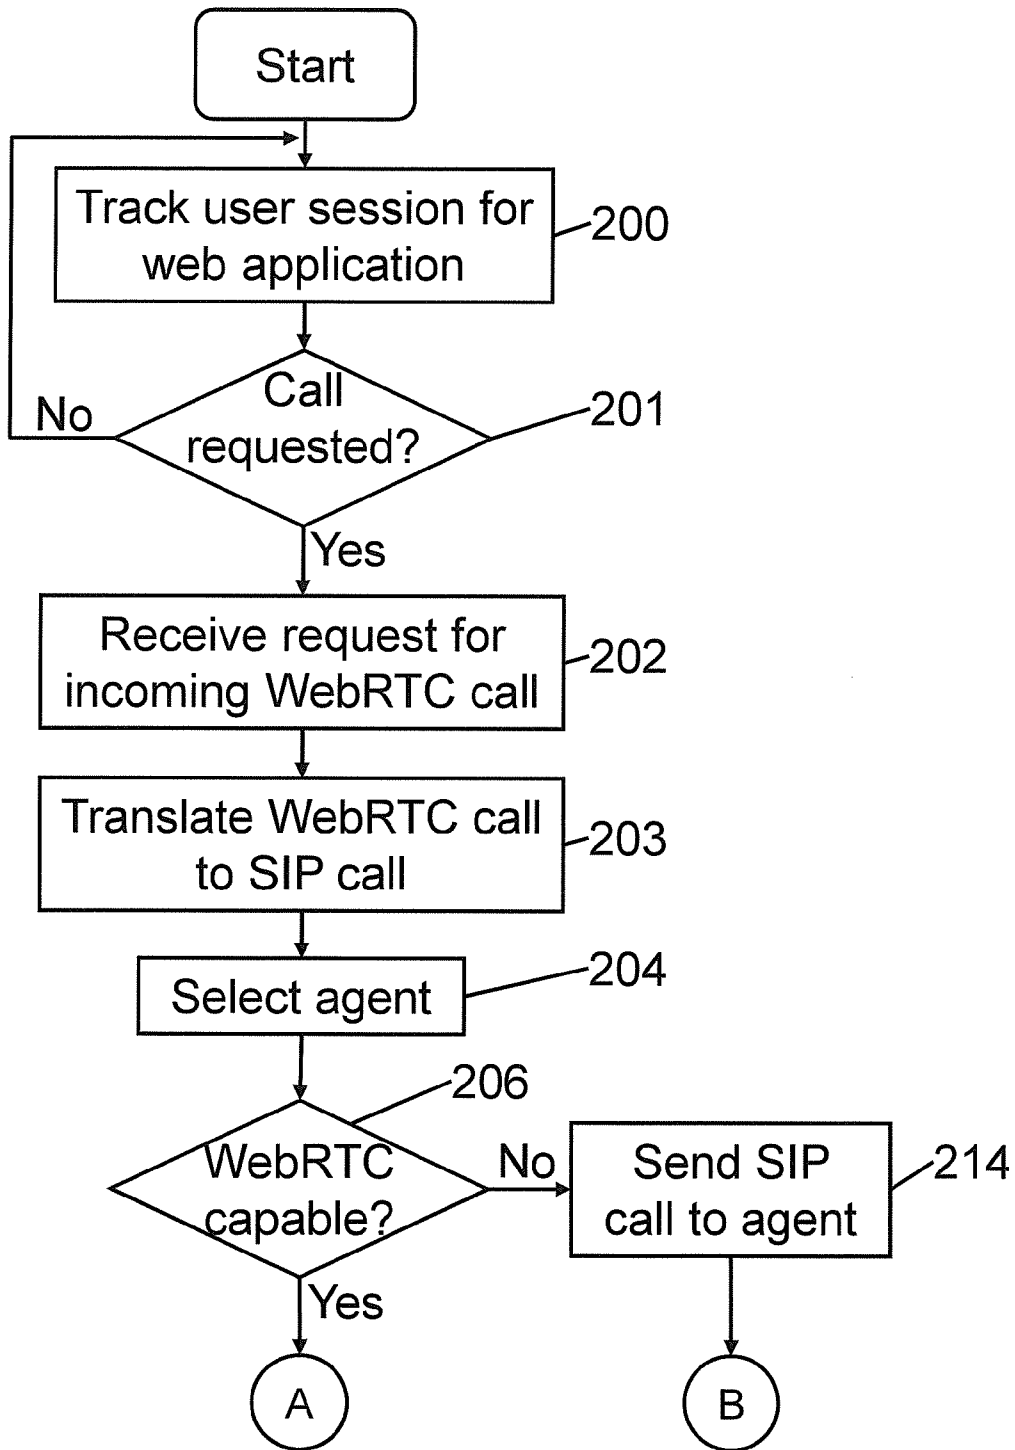 Start
Track user session for
web application
200
Call
requested?
201
No
Yes
Receive request for
incoming WebRTC call
202
Translate WebRTC call
to SIP call
203
Select agent
204
206
WebRTC
capable?
No
Send SIP
call to agent
214
Yes
A
B